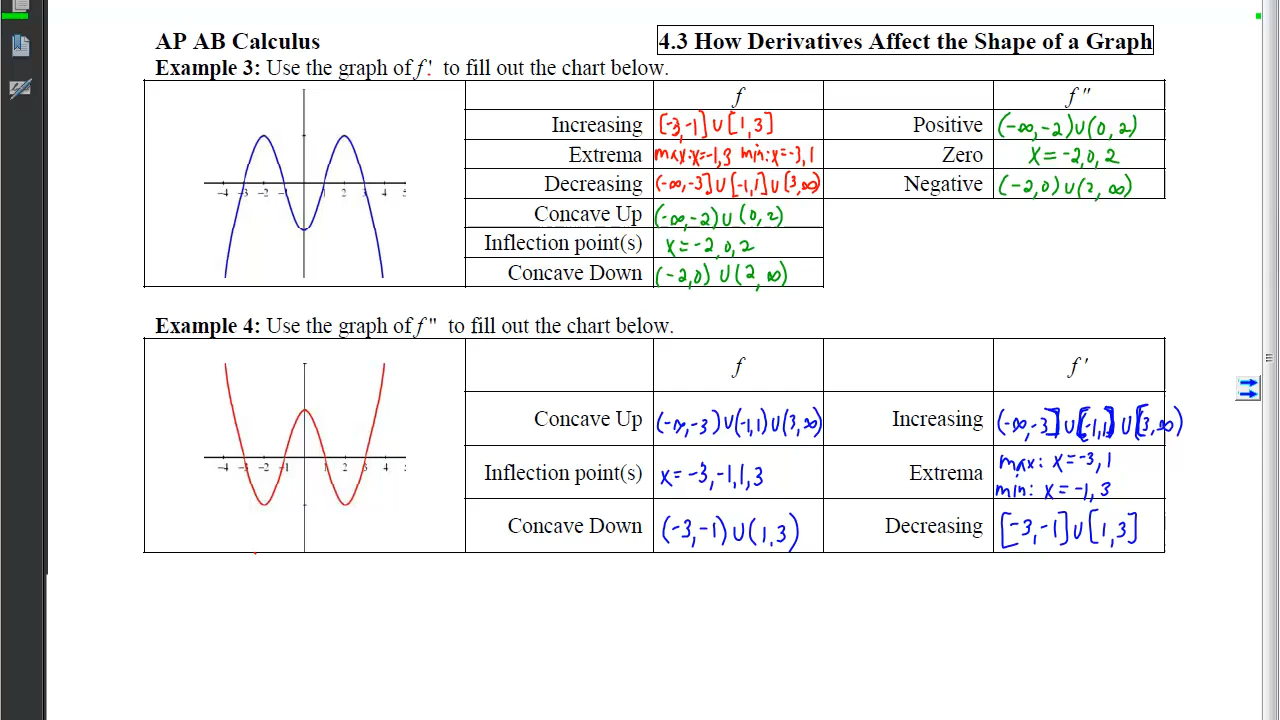 AP AB Calculus 4.3 How Derivatives Affect the Shape of a Graph
Example 3: Use the graph of f' to fill out the chart below.
f f"
Increasing [-3,-1] ∪ [1,3] Positive (-∞,-2)∪(0,2)
Extrema max:x=-1,3 min:x=-3,1 Zero x=-2,0,2
Decreasing (-∞,-3]∪[-1,1]∪[3,∞) Negative (-2,0)∪(2,∞)
Concave Up (-∞,-2)∪(0,2)
Inflection point(s) x=-2,0,2
Concave Down (-2,0)∪(2,∞)
-4 -3 -2 -1 1 2 3 4 5
Example 4: Use the graph of f" to fill out the chart below.
f f'
Concave Up (-∞,-3)∪(-1,1)∪(3,∞) Increasing (-∞,-3]∪[-1,1]∪[3,∞)
Inflection point(s) x=-3,-1,1,3 Extrema max: x=-3,1
min: x=-1,3
Concave Down (-3,-1)∪(1,3) Decreasing [-3,-1]∪[1,3]
-4 -3 -2 -1 1 2 3 4 5